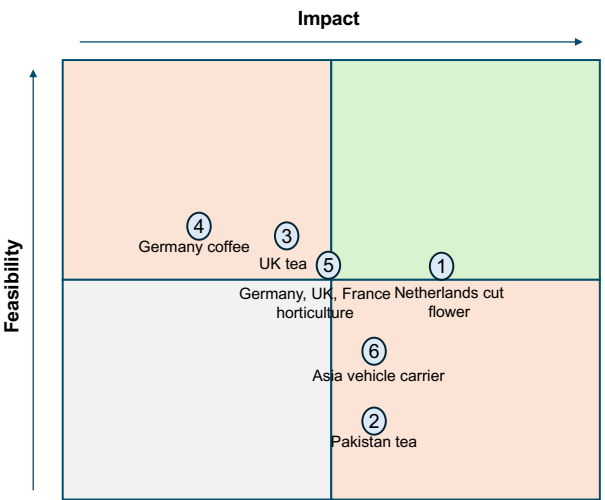 Impact
Feasibility
4
Germany coffee
3
UK tea
5
Germany, UK, France
horticulture
1
Netherlands cut
flower
6
Asia vehicle carrier
2
Pakistan tea